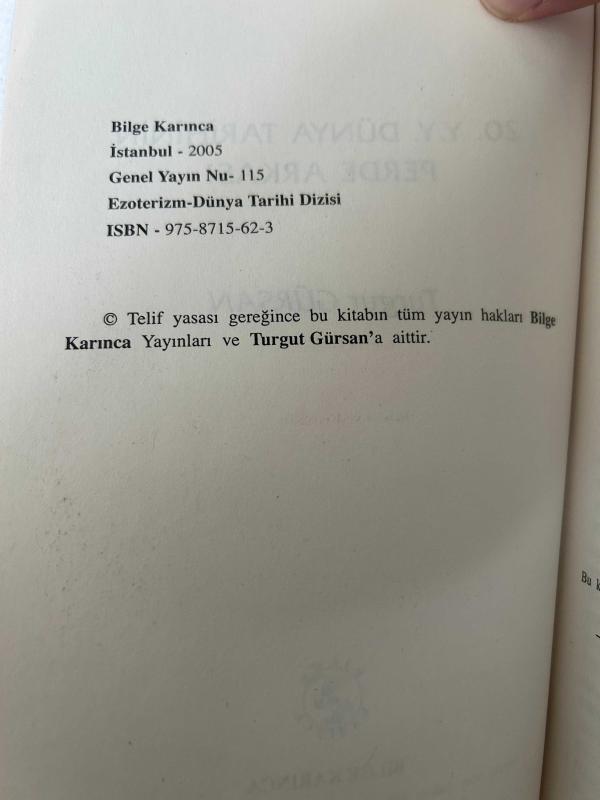 Bilge Karınca
İstanbul - 2005
Genel Yayın Nu- 115
Ezoterizm-Dünya Tarihi Dizisi
ISBN - 975-8715-62-3
© Telif yasası gereğince bu kitabın tüm yayın hakları Bilge
Karınca Yayınları ve Turgut Gürsan'a aittir.
Bu k